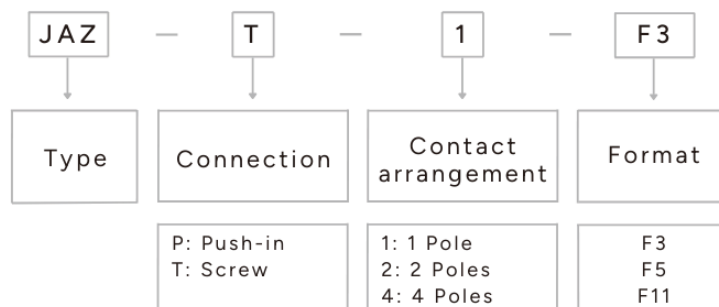 JAZ — T — 1 — F3
Type
Connection
Contact
arrangement
Format
P: Push-in
T: Screw
1: 1 Pole
2: 2 Poles
4: 4 Poles
F3
F5
F11